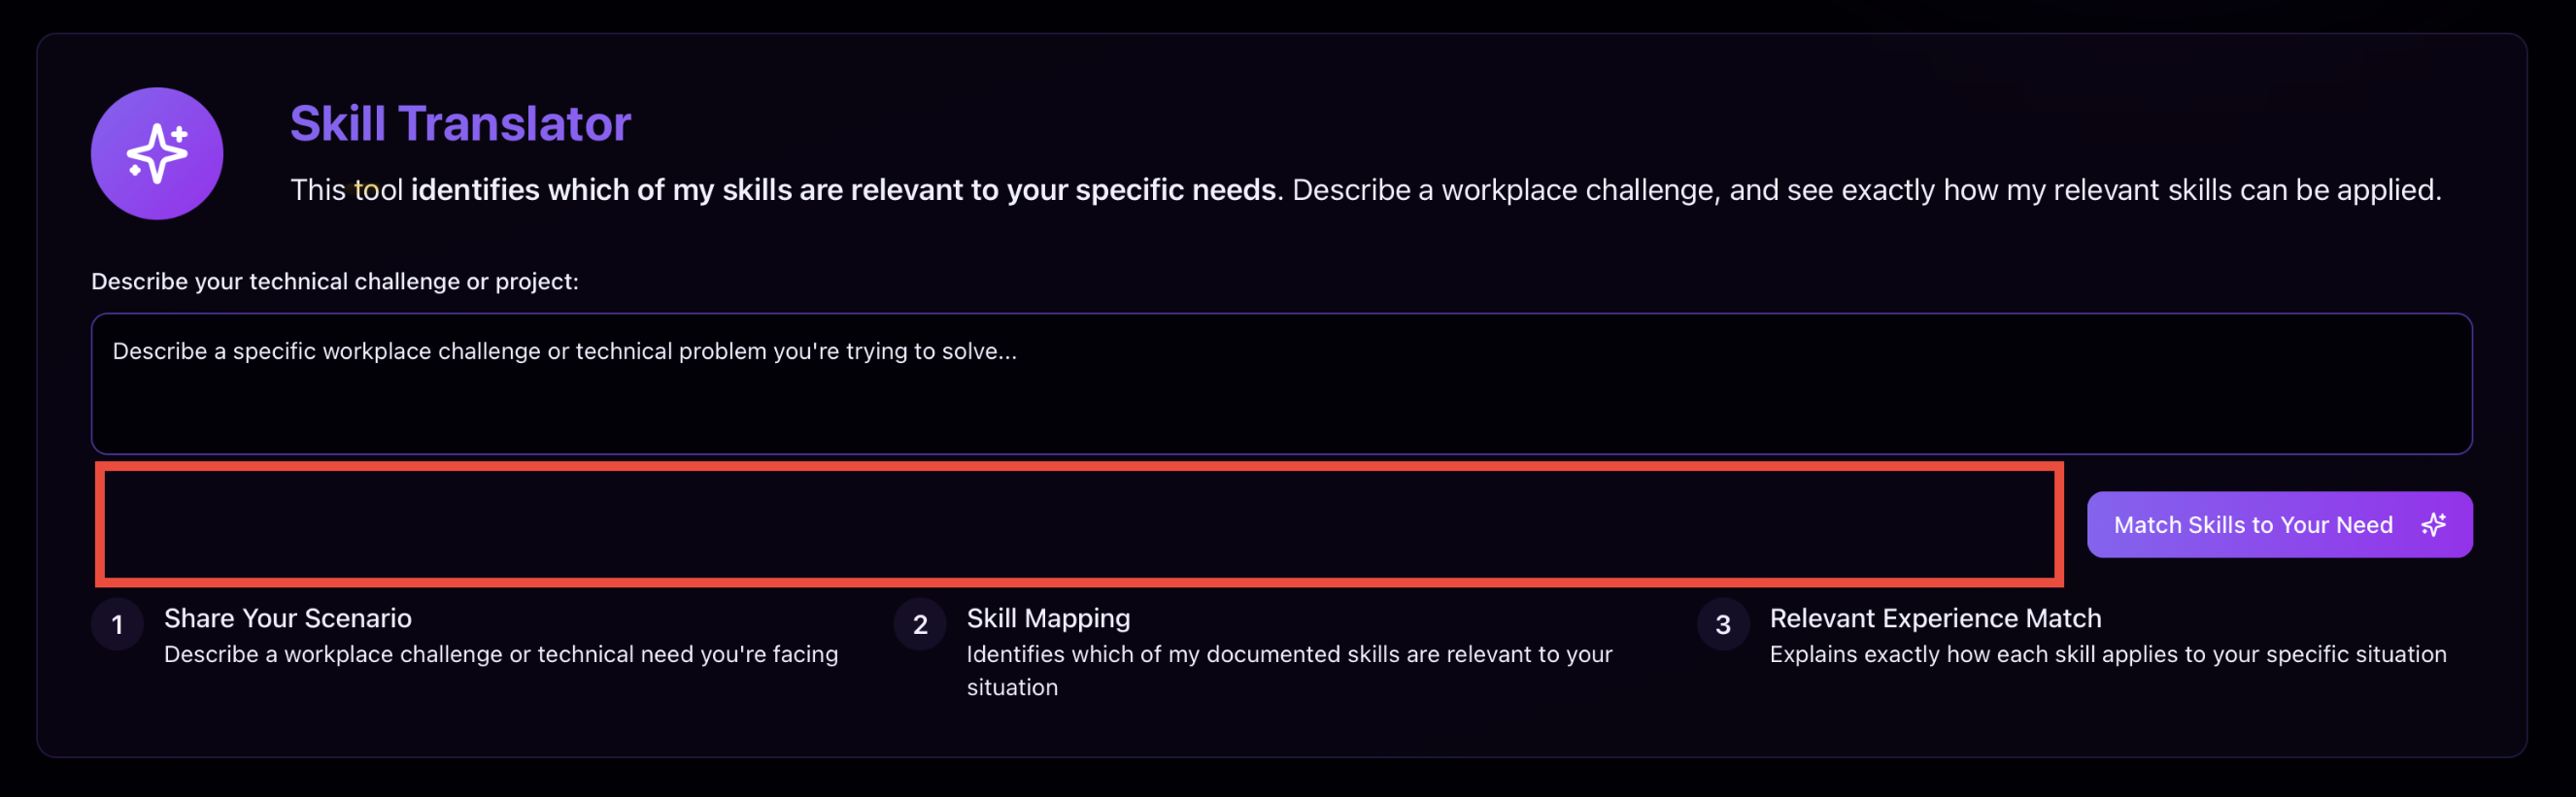 Skill Translator
This tool identifies which of my skills are relevant to your specific needs. Describe a workplace challenge, and see exactly how my relevant skills can be applied.
Describe your technical challenge or project:
Describe a specific workplace challenge or technical problem you're trying to solve...
Match Skills to Your Need
1
Share Your Scenario
Describe a workplace challenge or technical need you're facing
2
Skill Mapping
Identifies which of my documented skills are relevant to your
situation
3
Relevant Experience Match
Explains exactly how each skill applies to your specific situation